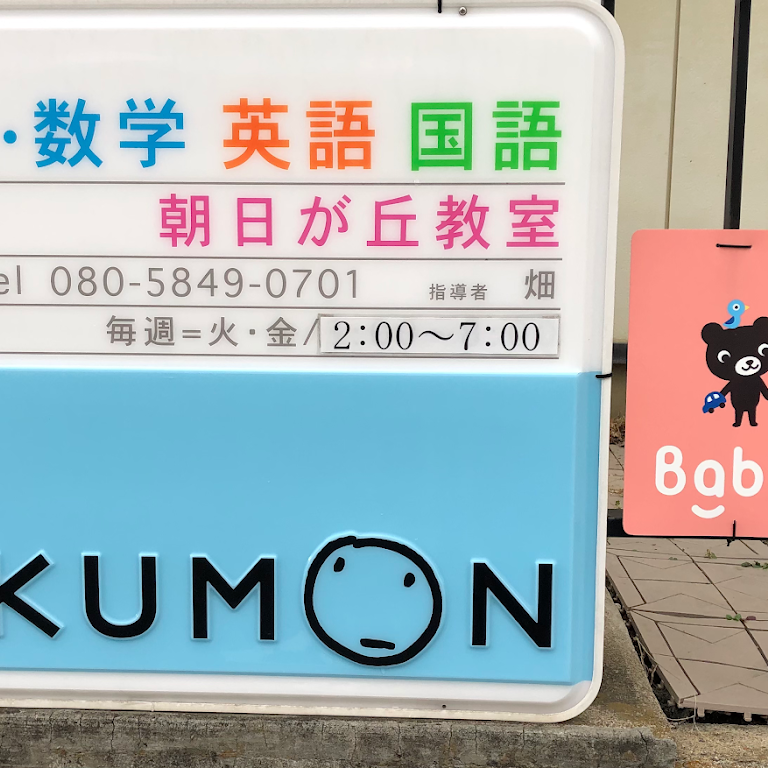 ・数学 英語 国語
朝日が丘教室
el 080-5849-0701 指導者 畑
毎週=火・金/2:00〜7:00
KUMON
Bab